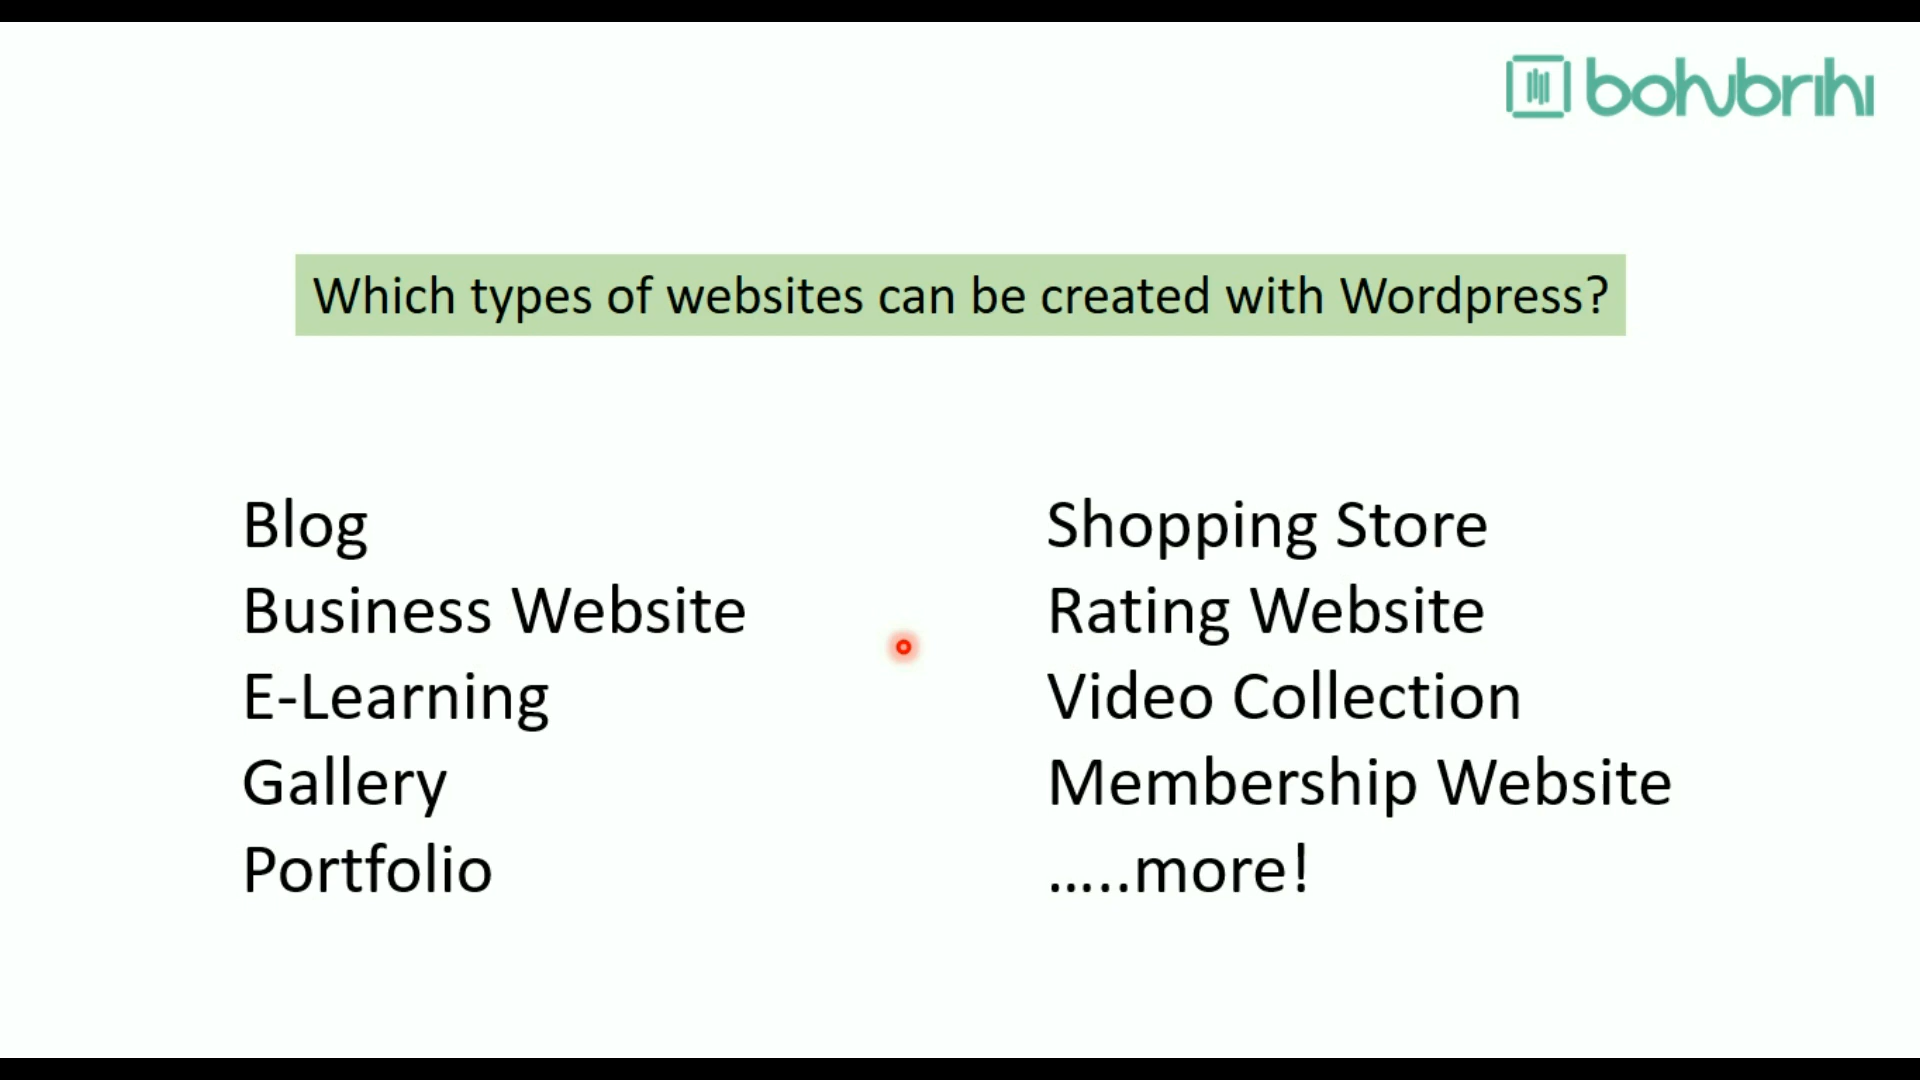 bohubrihi
Which types of websites can be created with Wordpress?
Blog
Business Website
E-Learning
Gallery
Portfolio
Shopping Store
Rating Website
Video Collection
Membership Website
.....more!